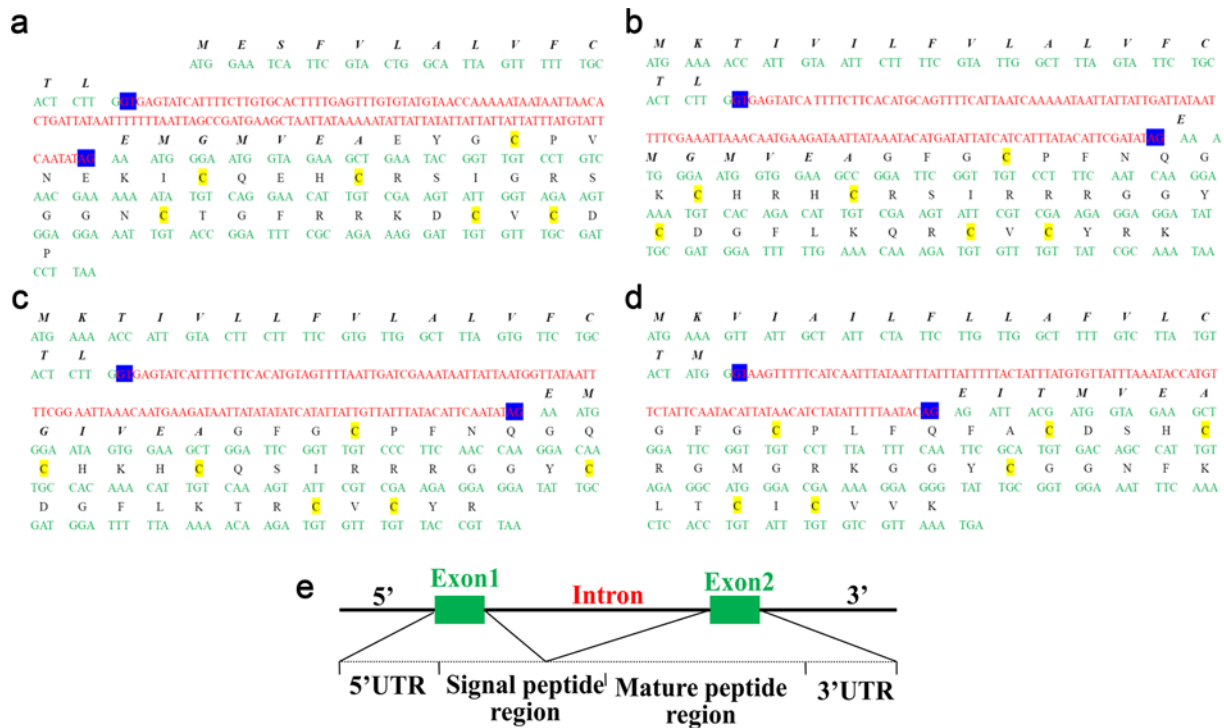 a
M E S F V L A L V F C
ATG GAA TCA TTC GTA CTG GCA TTA GTT TTT TGC
T L
ACT CTT GGTGAGTATCATTTTCTTGTGCACTTTTGAGTTTGTGTATGTAACCAAAAATAATAATTAACA
CTGATTATAATTTTTTTAATTAGCCGATGAAGCTAATTATAAAAATATTATATTATTATTATTATTTATGTATT
E M G M V E A E Y G C P V
CAATATAG AA ATG GGA ATG GTA GAA GCT GAA TAC GGT TGT CCT GTC
N E K I C Q E H C R S I G R S
AAC GAA AAA ATA TGT CAG GAA CAT TGT CGA AGT ATT GGT AGA AGT
G G N C T G F R R K D C V C D
GGA GGA AAT TGT ACC GGA TTT CGC AGA AAG GAT TGT GTT TGC GAT
P
CCT TAA
b
M K T I V I L F V L A L V F C
ATG AAA ACC ATT GTA ATT CTT TTC GTA TTG GCT TTA GTA TTC TGC
T L
ACT CTT GGTGAGTATCATTTTCTTCACATGCAGTTTTCATTAATCAAAAATAATTATTATTGATTATAAT
E
TTTCGAAATTAAACAATGAAGATAATTATAAATACATGATATTATCATCATTTATACATTCGATATAG AA A
M G M V E A G F G C P F N Q G
TG GGA ATG GTG GAA GCC GGA TTC GGT TGT CCT TTC AAT CAA GGA
K C H R H C R S I R R R G G Y
AAA TGT CAC AGA CAT TGT CGA AGT ATT CGT CGA AGA GGA GGA TAT
C D G F L K Q R C V C Y R K
TGC GAT GGA TTT TTG AAA CAA AGA TGT GTT TGT TAT CGC AAA TAA
c
M K T I V L L F V L A L V F C
ATG AAA ACC ATT GTA CTT CTT TTC GTG TTG GCT TTA GTG TTC TGC
T L
ACT CTT GGTGAGTATCATTTTCTTCACATGTAGTTTTAATTGATCGAAATAATTATTAATGGTTATAATT
E M
TTCGGAATTAAACAATGAAGATAATTATATATATCATATTATTGTTATTTATACATTCAATATAG AA ATG
G I V E A G F G C P F N Q G Q
GGA ATA GTG GAA GCT GGA TTC GGT TGT CCC TTC AAC CAA GGA CAA
C H K H C Q S I R R R G G Y C
TGC CAC AAA CAT TGT CAA AGT ATT CGT CGA AGA GGA GGA TAT TGC
D G F L K T R C V C Y R
GAT GGA TTT TTA AAA ACA AGA TGT GTT TGT TAC CGT TAA
d
M K V I A I L F L L A F V L C
ATG AAA GTT ATT GCT ATT CTA TTC TTG TTG GCT TTT GTC TTA TGT
T M
ACT ATG GGTAAGTTTTTCATCAATTTATAATTTATTTATTTTTACTATTTATGTGTTATTTAAATACCATGT
E I T M V E A
TCTATTCAATACATTATAACATCTATATTTTTAATACAG AG ATT ACG ATG GTA GAA GCT
G F G C P L F Q F A C D S H C
GGA TTC GGT TGT CCT TTA TTT CAA TTC GCA TGT GAC AGC CAT TGT
R G M G R K G G Y C G G N F K
AGA GGC ATG GGA CGA AAA GGA GGG TAT TGC GGT GGA AAT TTC AAA
L T C I C V V K
CTC ACC TGT ATT TGT GTC GTT AAA TGA
e
5’ Exon1 Intron Exon2 3’
5’UTR Signal peptide region Mature peptide region 3’UTR